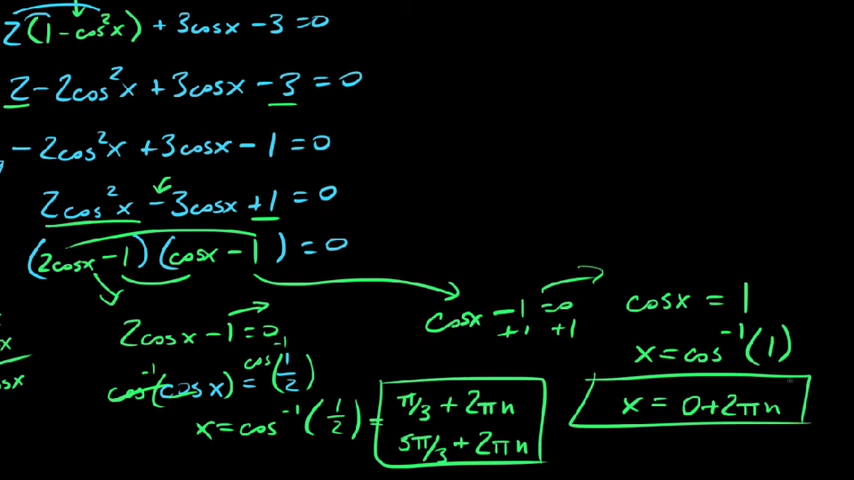 2(1-cos²x) + 3cosx - 3 = 0
2 - 2cos²x + 3cosx - 3 = 0
- 2cos²x + 3cosx - 1 = 0
2cos²x - 3cosx + 1 = 0
(2cosx - 1)(cosx - 1) = 0
2cosx - 1 = 0
cos⁻¹(cosx) = cos⁻¹(1/2)
x = cos⁻¹(1/2) = π/3 + 2πn
5π/3 + 2πn
cosx - 1 = 0
+1 +1
cosx = 1
x = cos⁻¹(1)
x = 0 + 2πn